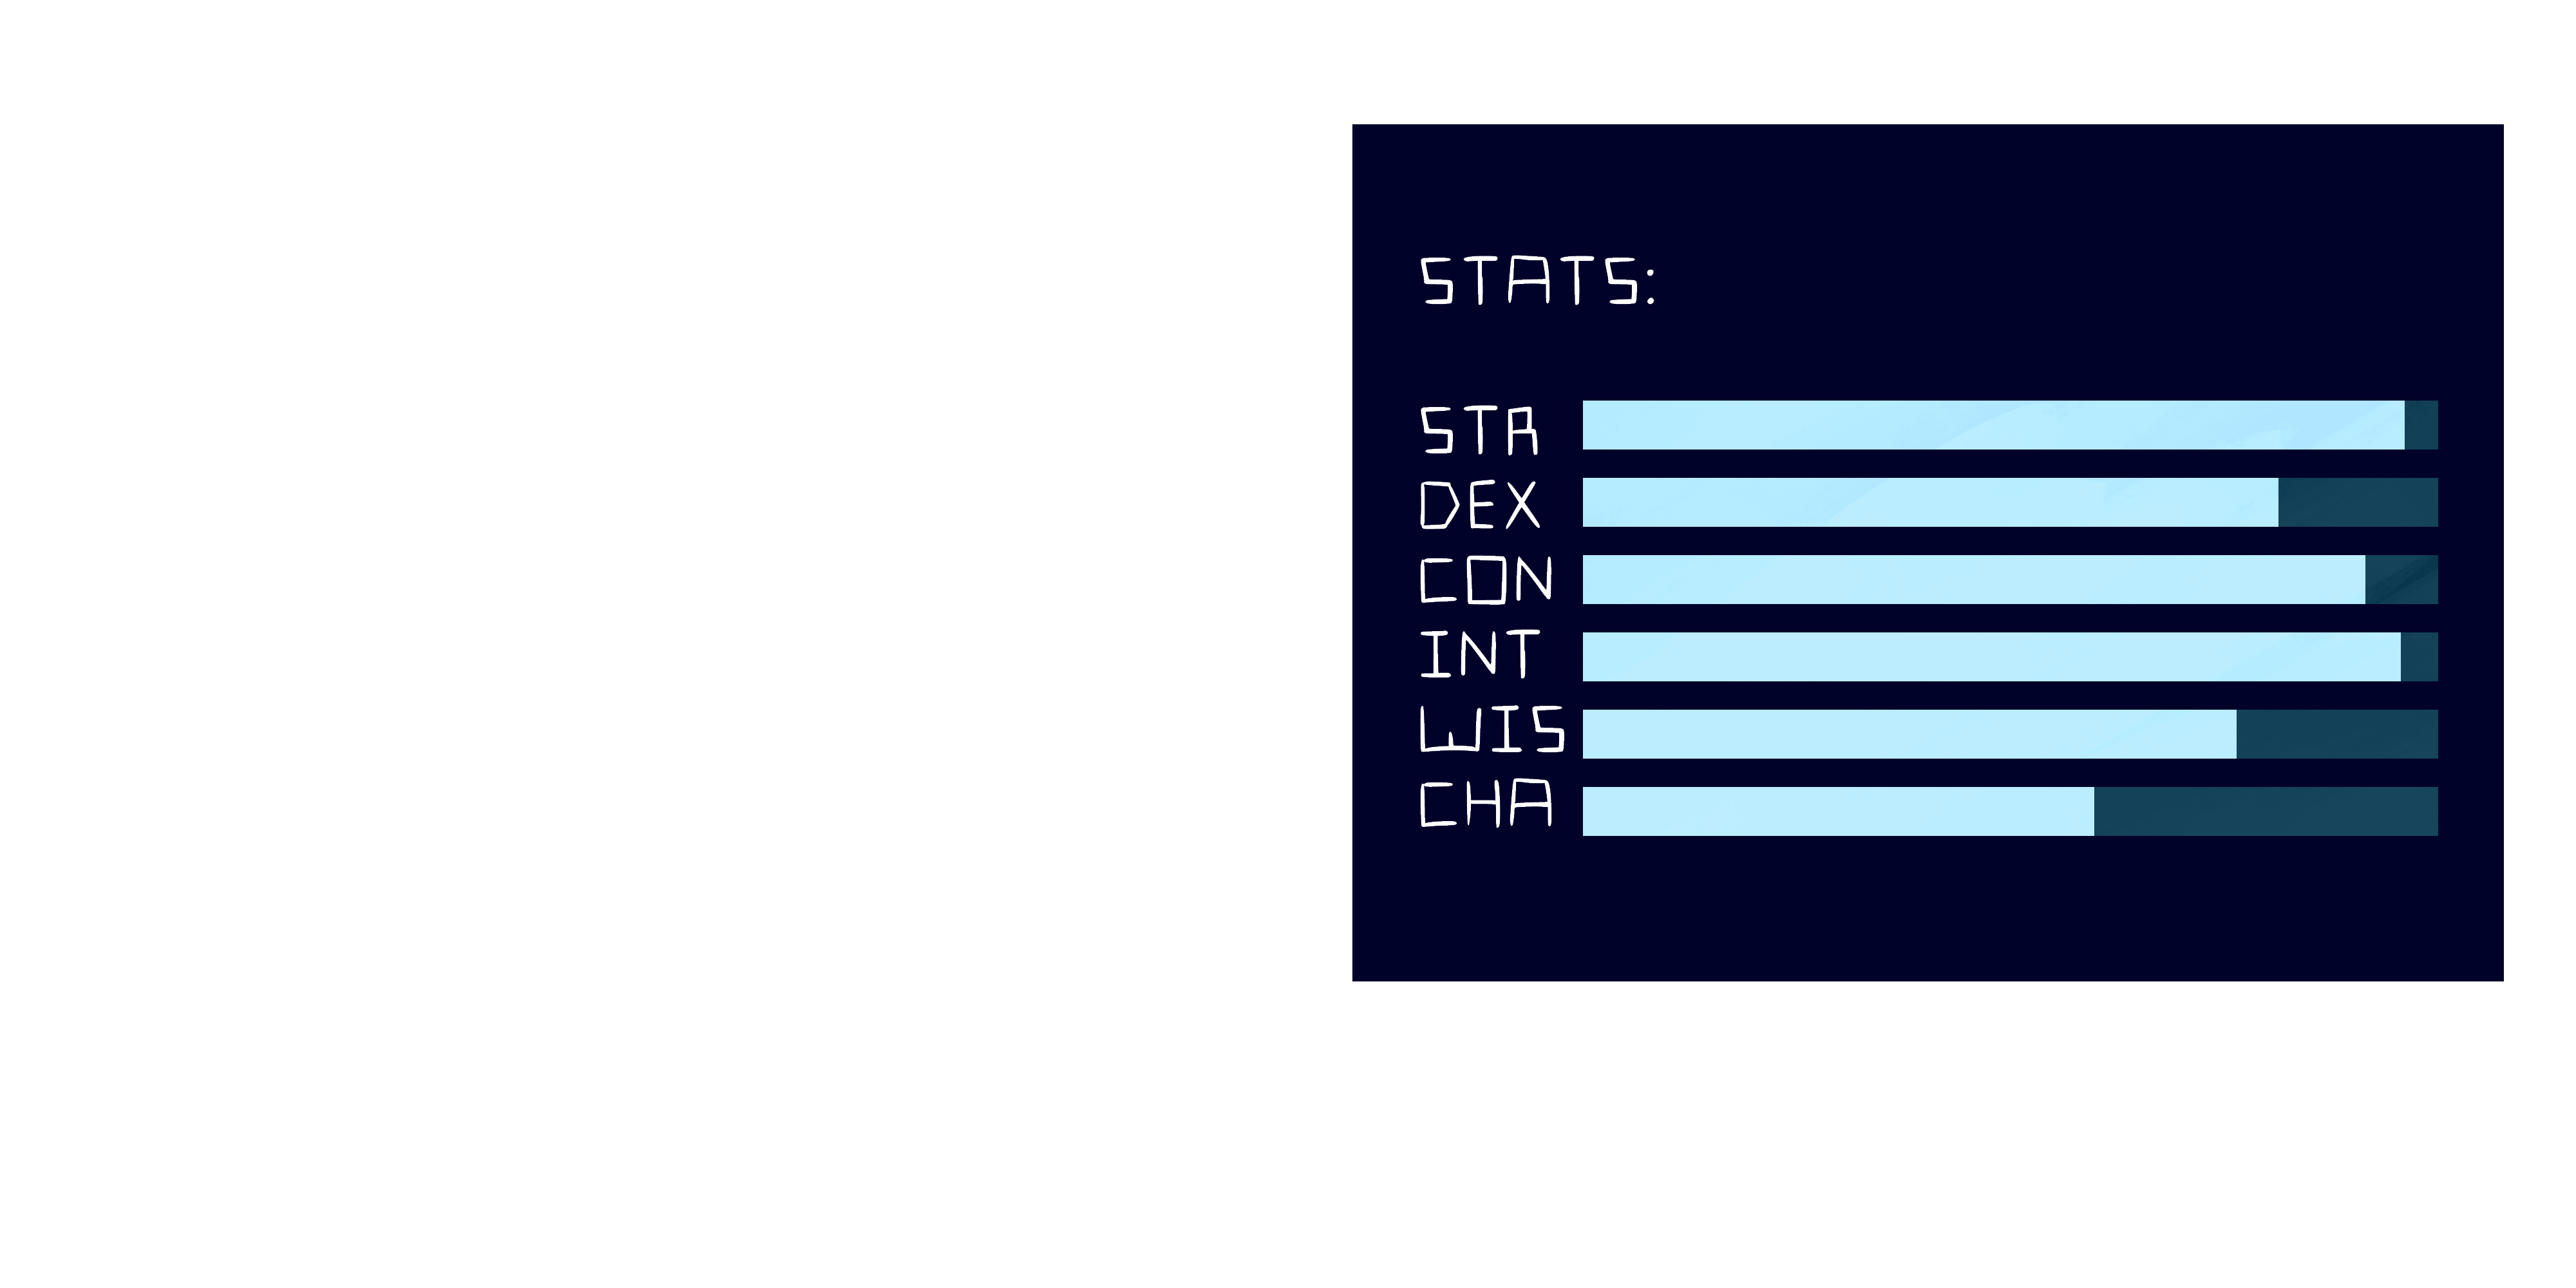 STATS:
STR
DEX
CON
INT
WIS
CHA